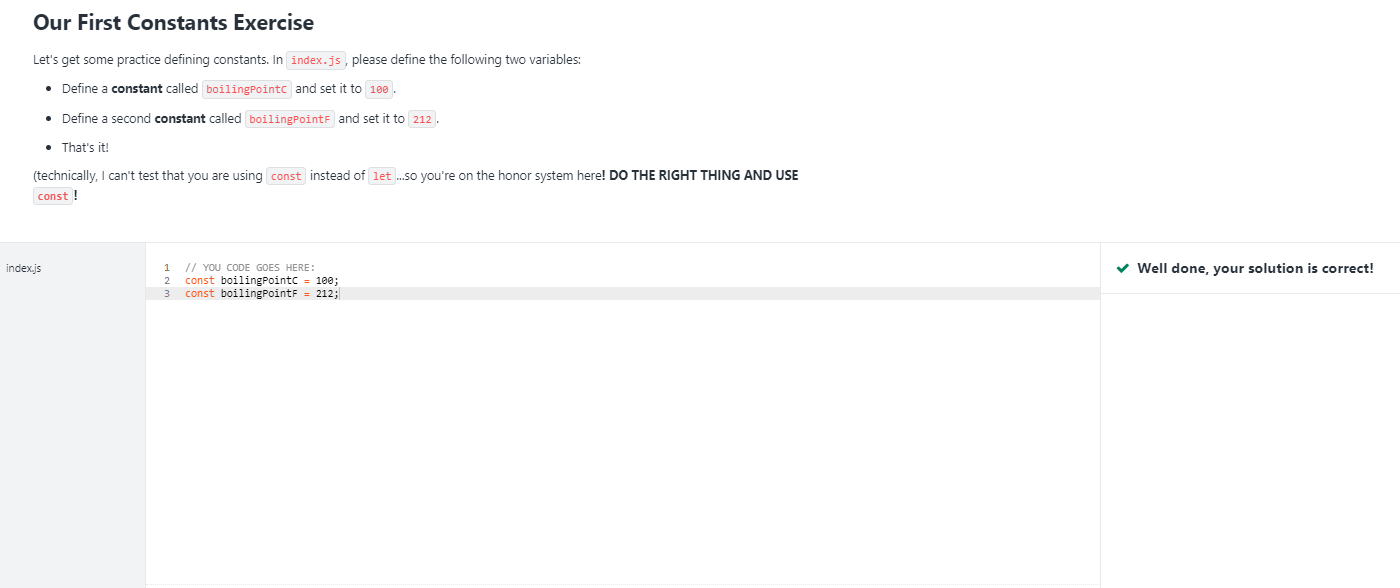 Our First Constants Exercise
Let's get some practice defining constants. In index.js, please define the following two variables:
• Define a constant called boilingPointC and set it to 100.
• Define a second constant called boilingPointF and set it to 212.
• That's it!
(technically, I can't test that you are using const instead of let...so you're on the honor system here! DO THE RIGHT THING AND USE
const!
index.js
1 // YOU CODE GOES HERE:
2 const boilingPointC = 100;
3 const boilingPointF = 212;
Well done, your solution is correct!